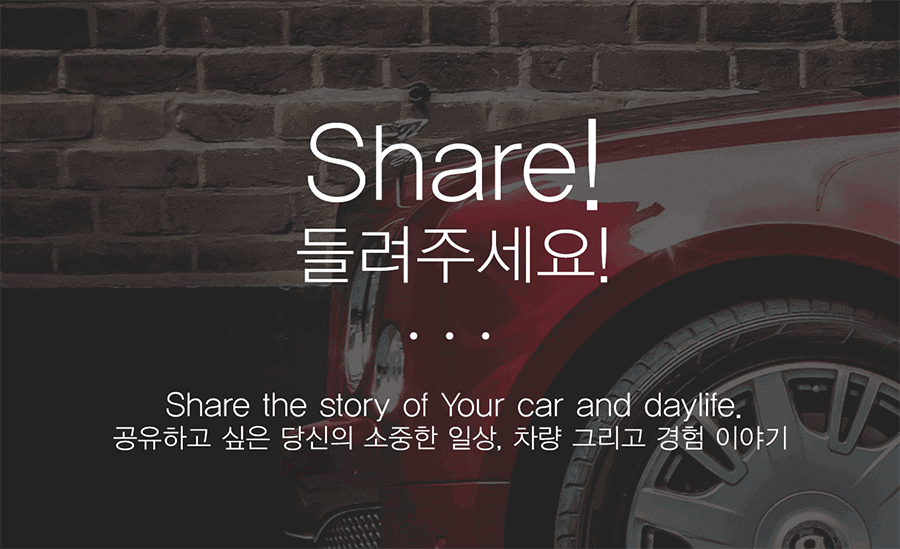 Share!
들려주세요!
• • •
Share the story of Your car and daylife.
공유하고 싶은 당신의 소중한 일상, 차량 그리고 경험 이야기